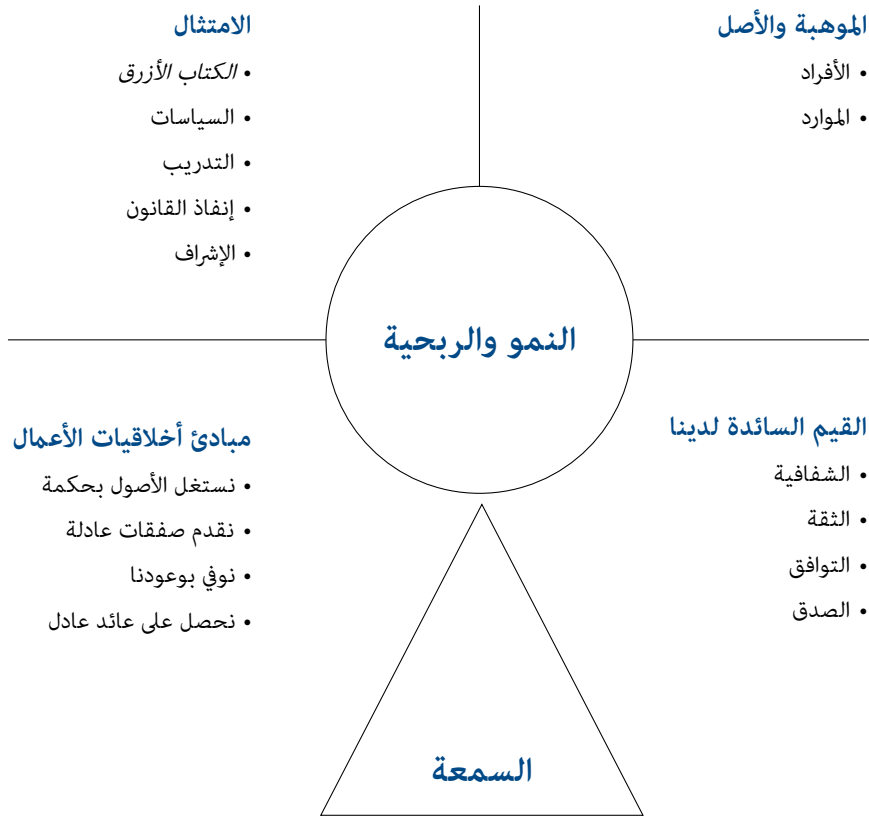 الموهبة والأصل
• الأفراد
• الموارد
الامتثال
• الكتاب الأزرق
• السياسات
• التدريب
• إنفاذ القانون
• الإشراف
النمو والربحية
القيم السائدة لدينا
• الشفافية
• الثقة
• التوافق
• الصدق
مبادئ أخلاقيات الأعمال
• نستغل الأصول بحكمة
• نقدم صفقات عادلة
• نوفي بوعودنا
• نحصل على عائد عادل
السمعة